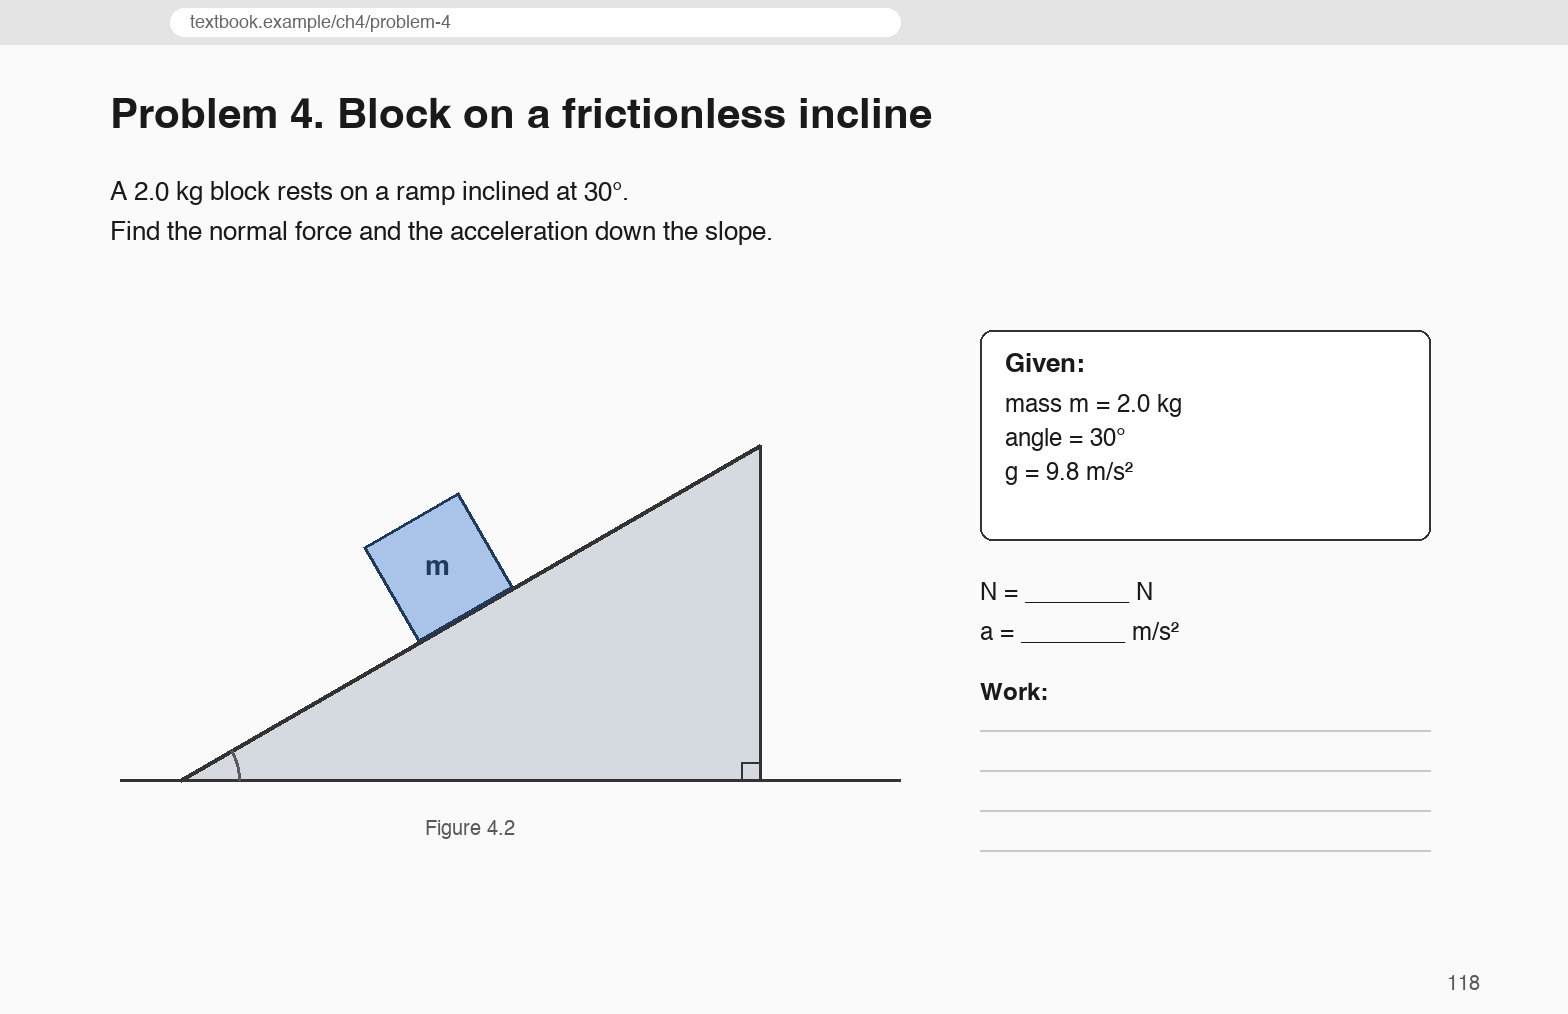 textbook.example/ch4/problem-4
Problem 4. Block on a frictionless incline
A 2.0 kg block rests on a ramp inclined at 30°.
Find the normal force and the acceleration down the slope.
m
Figure 4.2
Given:
mass m = 2.0 kg
angle = 30°
g = 9.8 m/s²
N = ________ N
a = ________ m/s²
Work:
118